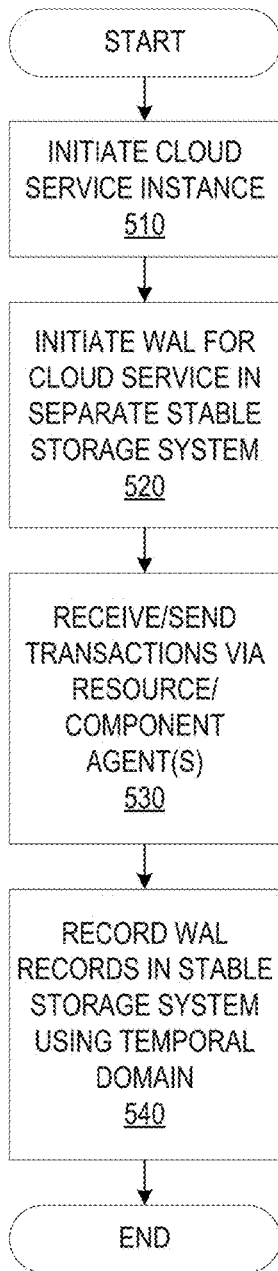 START
INITIATE CLOUD
SERVICE INSTANCE
510
INITIATE WAL FOR
CLOUD SERVICE IN
SEPARATE STABLE
STORAGE SYSTEM
520
RECEIVE/SEND
TRANSACTIONS VIA
RESOURCE/
COMPONENT
AGENT(S)
530
RECORD WAL
RECORDS IN STABLE
STORAGE SYSTEM
USING TEMPORAL
DOMAIN
540
END